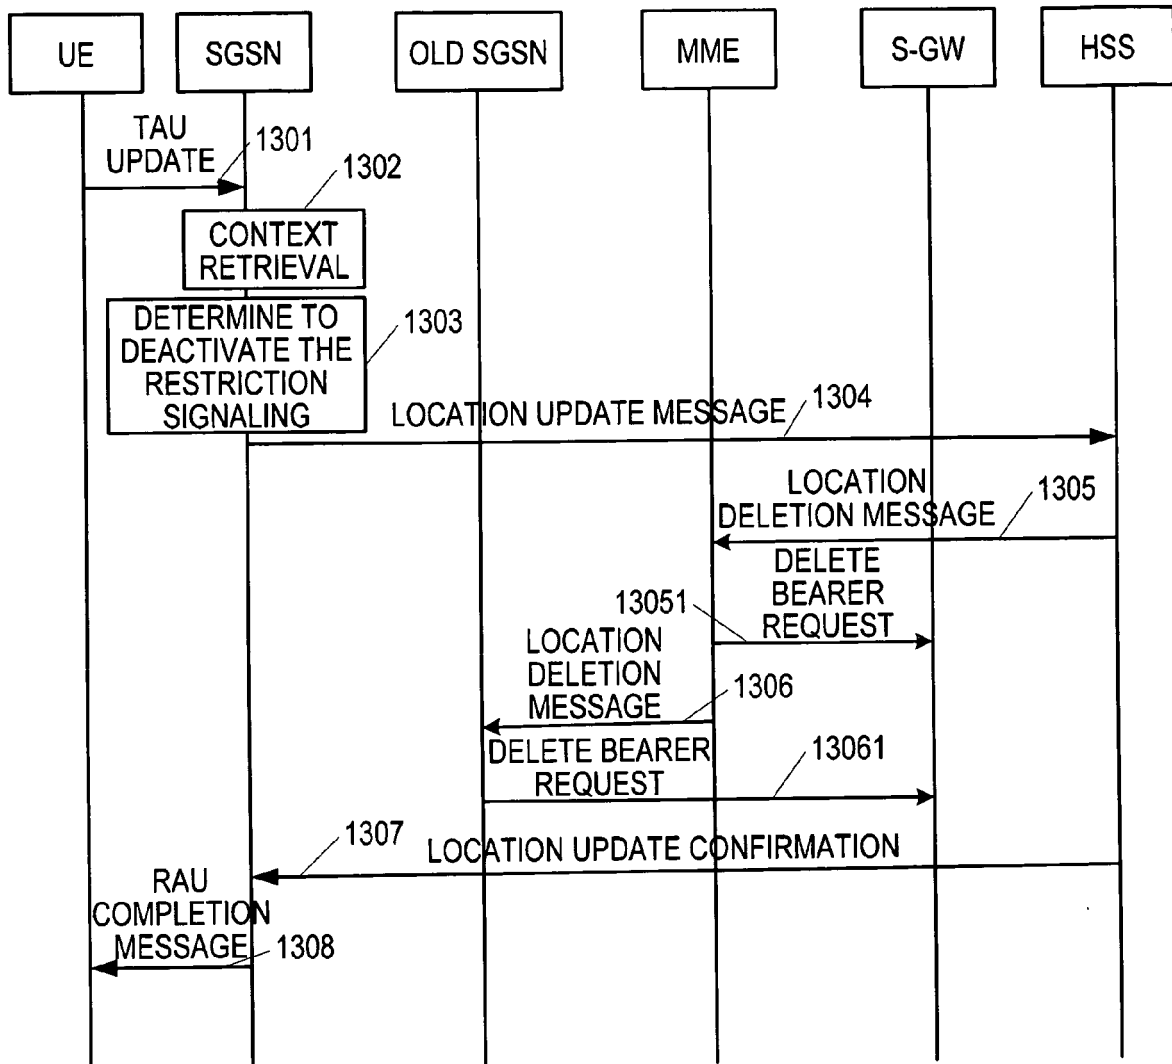 UE
SGSN
OLD SGSN
MME
S-GW
HSS
TAU
UPDATE
1301
1302
CONTEXT
RETRIEVAL
DETERMINE TO
DEACTIVATE THE
RESTRICTION
SIGNALING
1303
LOCATION UPDATE MESSAGE
1304
LOCATION
DELETION MESSAGE
1305
DELETE
BEARER
REQUEST
13051
LOCATION
DELETION
MESSAGE
1306
DELETE BEARER
REQUEST
13061
1307
LOCATION UPDATE CONFIRMATION
RAU
COMPLETION
MESSAGE
1308